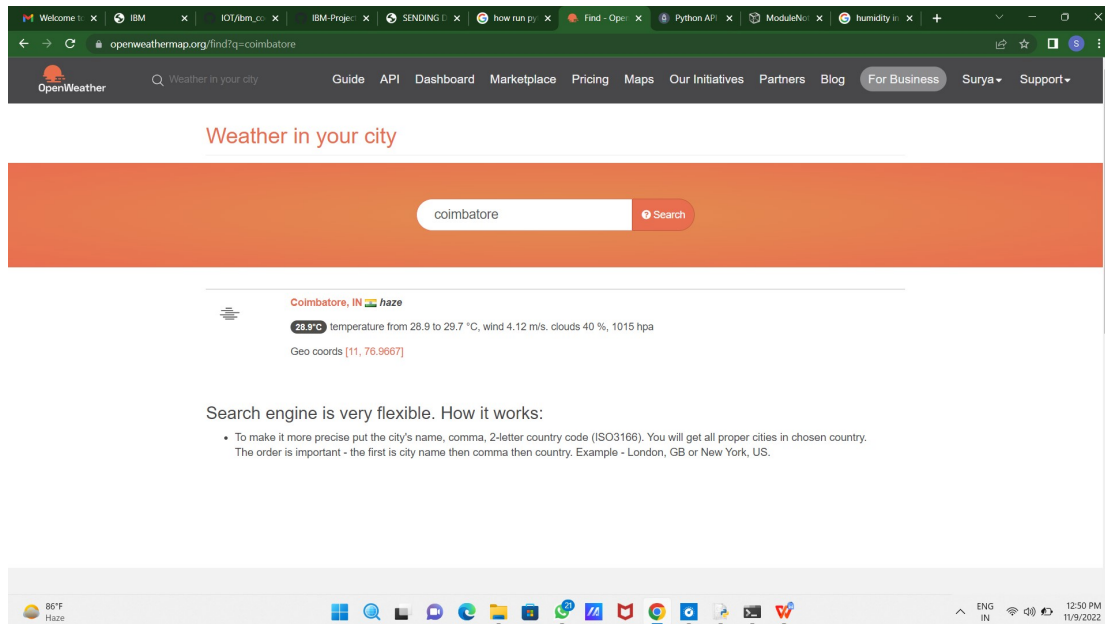 Welcome to
IBM
IOT/ibm_co
IBM-Project
SENDING D
how run py
Find - Oper
Python API
ModuleNot
humidity in
openweathermap.org/find?q=coimbatore
S
OpenWeather
Weather in your city
Guide API Dashboard Marketplace Pricing Maps Our Initiatives Partners Blog For Business Surya Support
Weather in your city
coimbatore
Search
Coimbatore, IN haze
28.9°C temperature from 28.9 to 29.7 °C, wind 4.12 m/s. clouds 40 %, 1015 hpa
Geo coords [11, 76.9667]
Search engine is very flexible. How it works:
• To make it more precise put the city's name, comma, 2-letter country code (ISO3166). You will get all proper cities in chosen country.
The order is important - the first is city name then comma then country. Example - London, GB or New York, US.
86°F
Haze
21
ENG
IN
12:50 PM
11/9/2022